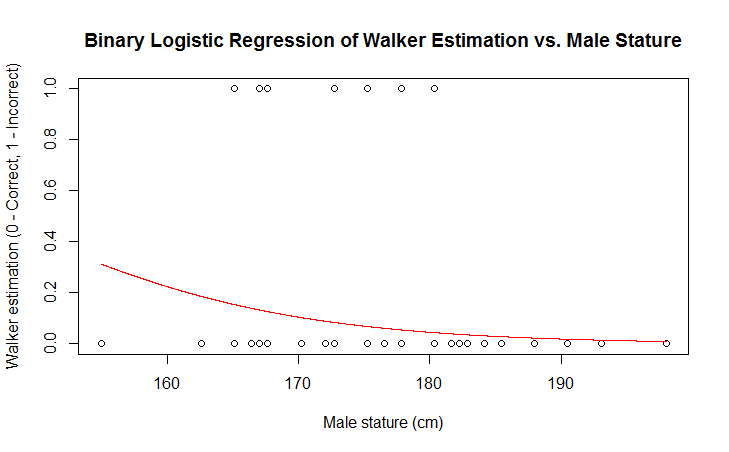 Binary Logistic Regression of Walker Estimation vs. Male Stature
Walker estimation (0 - Correct, 1 - Incorrect)
1.0
0.8
0.6
0.4
0.2
0.0
160 170 180 190
Male stature (cm)